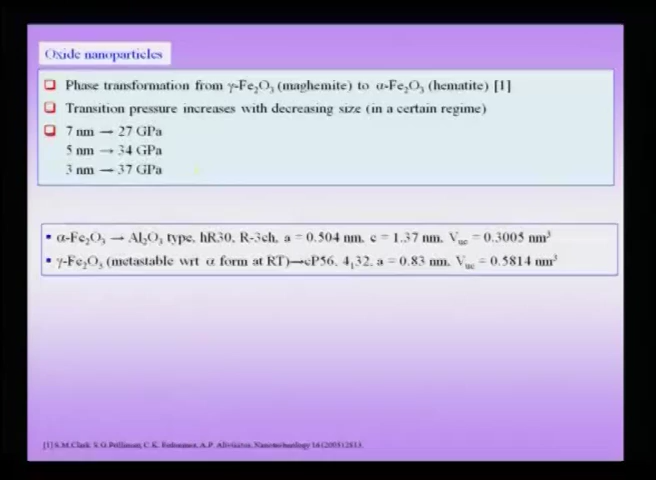 Oxide nanoparticles
❑ Phase transformation from γ-Fe₂O₃ (maghemite) to α-Fe₂O₃ (hematite) [1]
❑ Transition pressure increases with decreasing size (in a certain regime)
❑ 7 nm → 27 GPa
5 nm → 34 GPa
3 nm → 37 GPa
▪ α-Fe₂O₃ → Al₂O₃ type, hR30, R-3ch, a = 0.504 nm, c = 1.37 nm, Vᵤc = 0.3005 nm³
▪ γ-Fe₂O₃ (metastable wrt α form at RT)→cP56, 4₁32, a = 0.83 nm, Vᵤc = 0.5814 nm³
[1] S.M. Clark, S.G. C.K. A.P. Alivisatos, Nanotechnology 16 (2005) 2813.